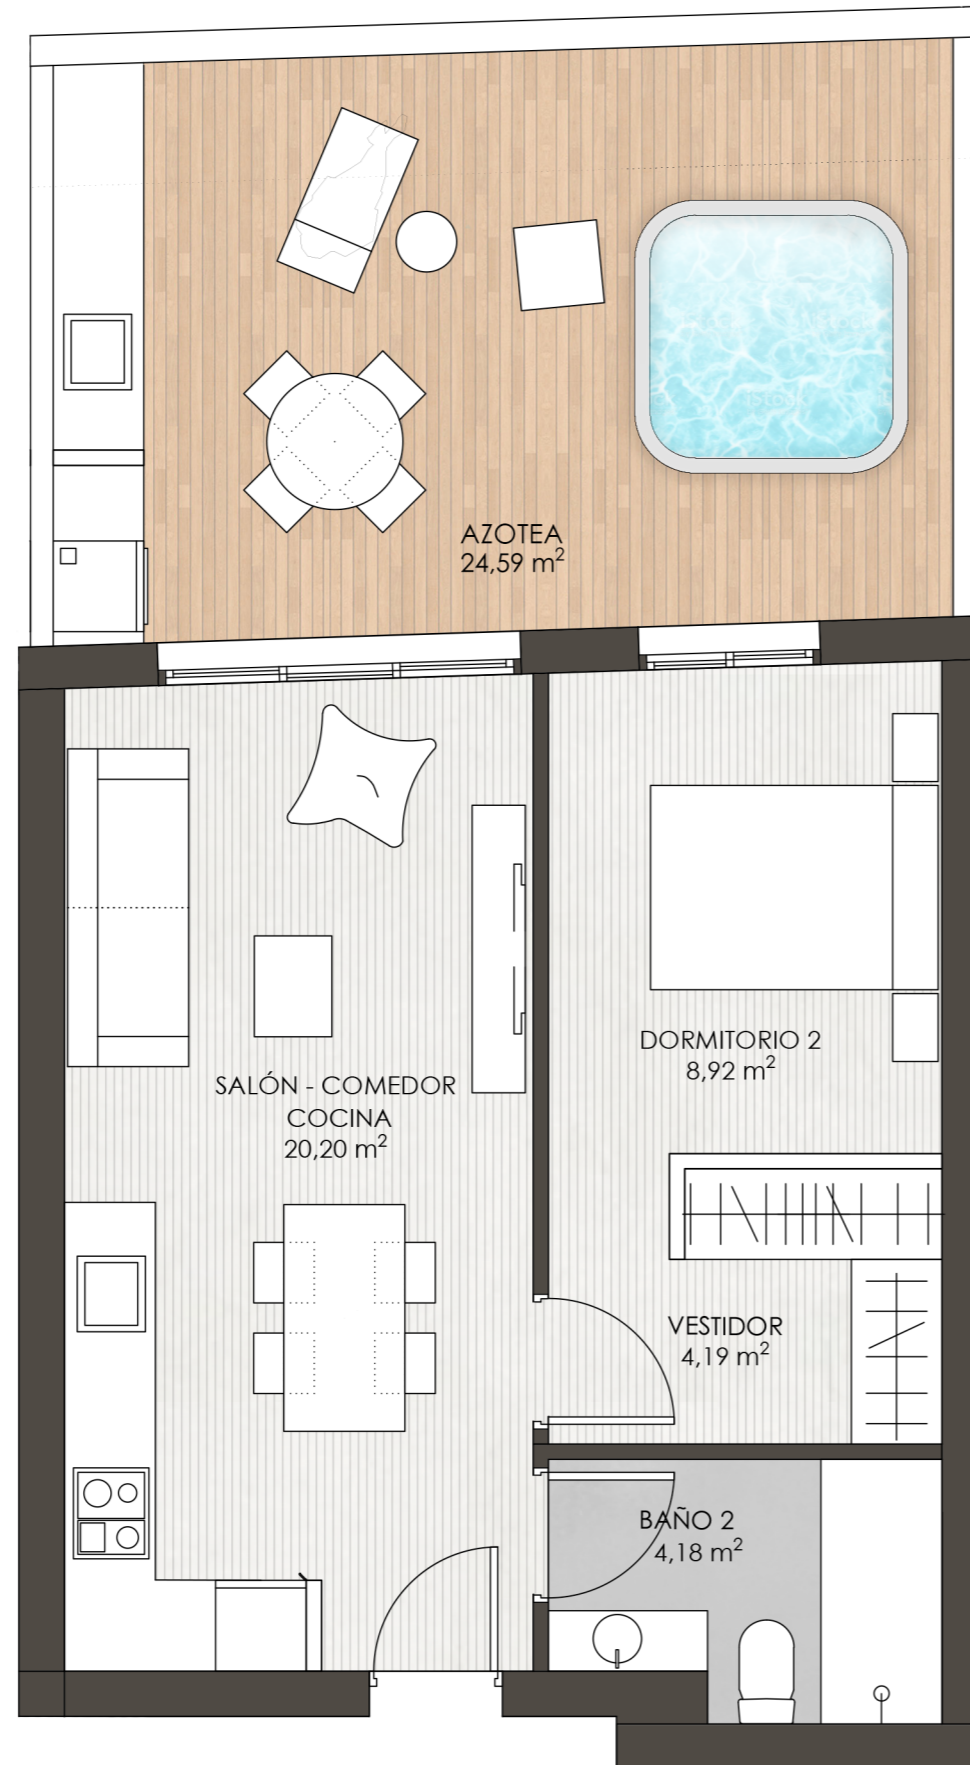 AZOTEA
24,59 m²
DORMITORIO 2
8,92 m²
SALÓN - COMEDOR
COCINA
20,20 m²
VESTIDOR
4,19 m²
BAÑO 2
4,18 m²